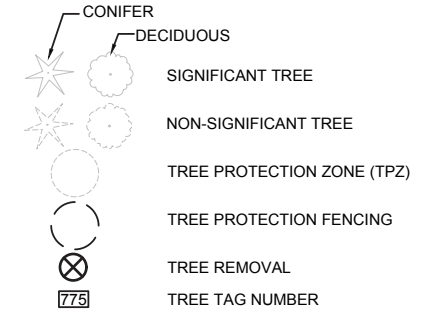 CONIFER
DECIDUOUS
SIGNIFICANT TREE
NON-SIGNIFICANT TREE
TREE PROTECTION ZONE (TPZ)
TREE PROTECTION FENCING
TREE REMOVAL
775 TREE TAG NUMBER